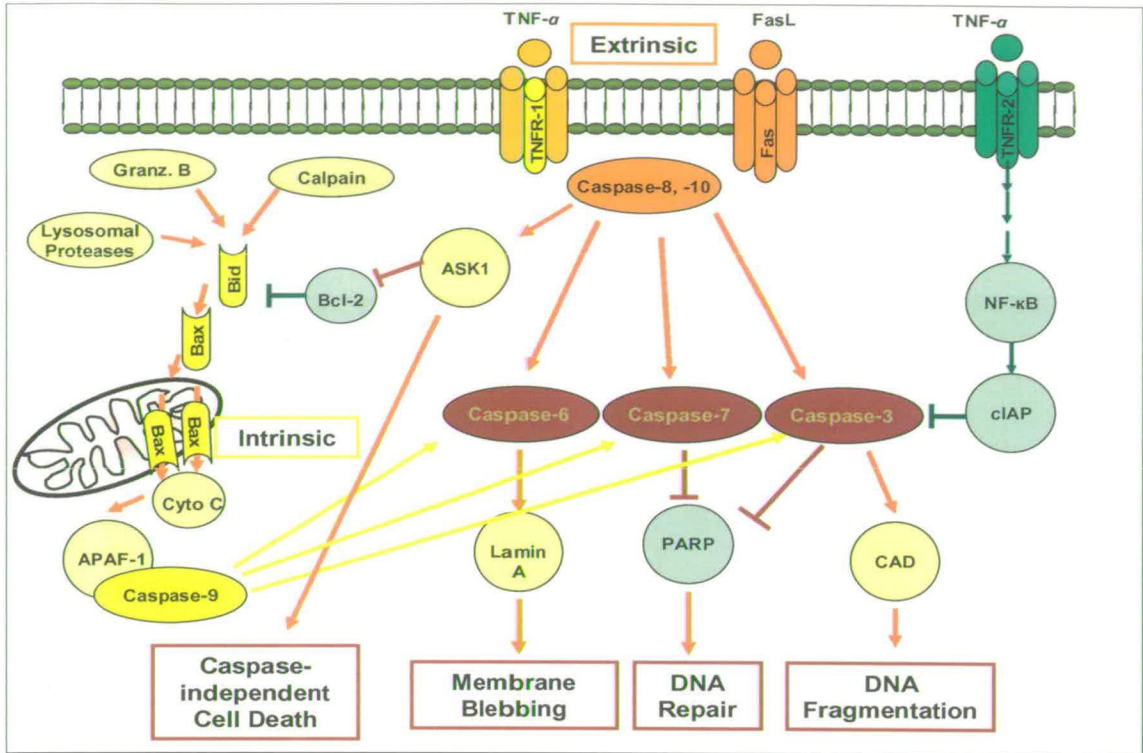 TNF-α
FasL
TNF-α
Extrinsic
TNFR-1
Fas
TNFR-2
Granz. B
Calpain
Caspase-8, -10
Lysosomal
Proteases
Bid
ASK1
Bcl-2
NF-κB
Bax
Caspase-6
Caspase-7
Caspase-3
cIAP
Bax
Bax
Intrinsic
Cyto C
APAF-1
Lamin
A
PARP
CAD
Caspase-9
Caspase-
independent
Cell Death
Membrane
Blebbing
DNA
Repair
DNA
Fragmentation